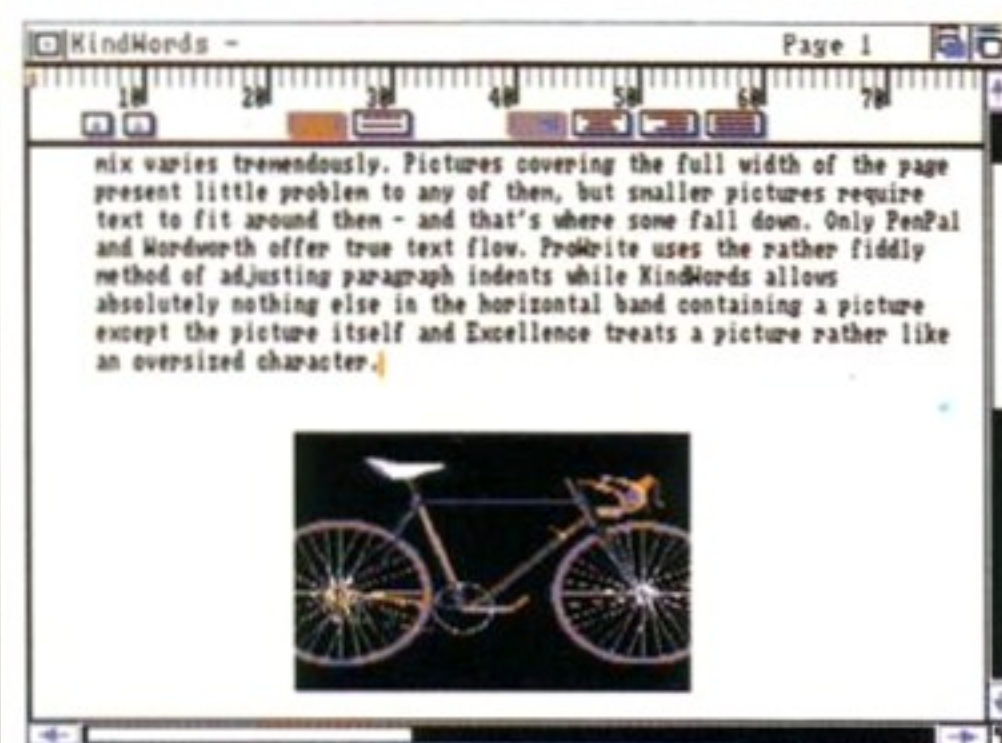 KindWords - Page 1
10 20 30 40 50 60 70
mix varies tremendously. Pictures covering the full width of the page
present little problem to any of them, but smaller pictures require
text to fit around them - and that's where some fall down. Only PenPal
and Wordworth offer true text flow. ProWrite uses the rather fiddly
method of adjusting paragraph indents while KindWords allows
absolutely nothing else in the horizontal band containing a picture
except the picture itself and Excellence treats a picture rather like
an oversized character.